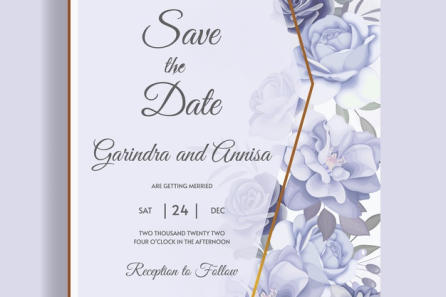 Save
the
Date
Garindra and Annisa
ARE GETTING MERRIED
SAT | 24 | DEC
TWO THOUSAND TWENTY TWO
FOUR O'CLOCK IN THE AFTERNOON
Reception to Follow